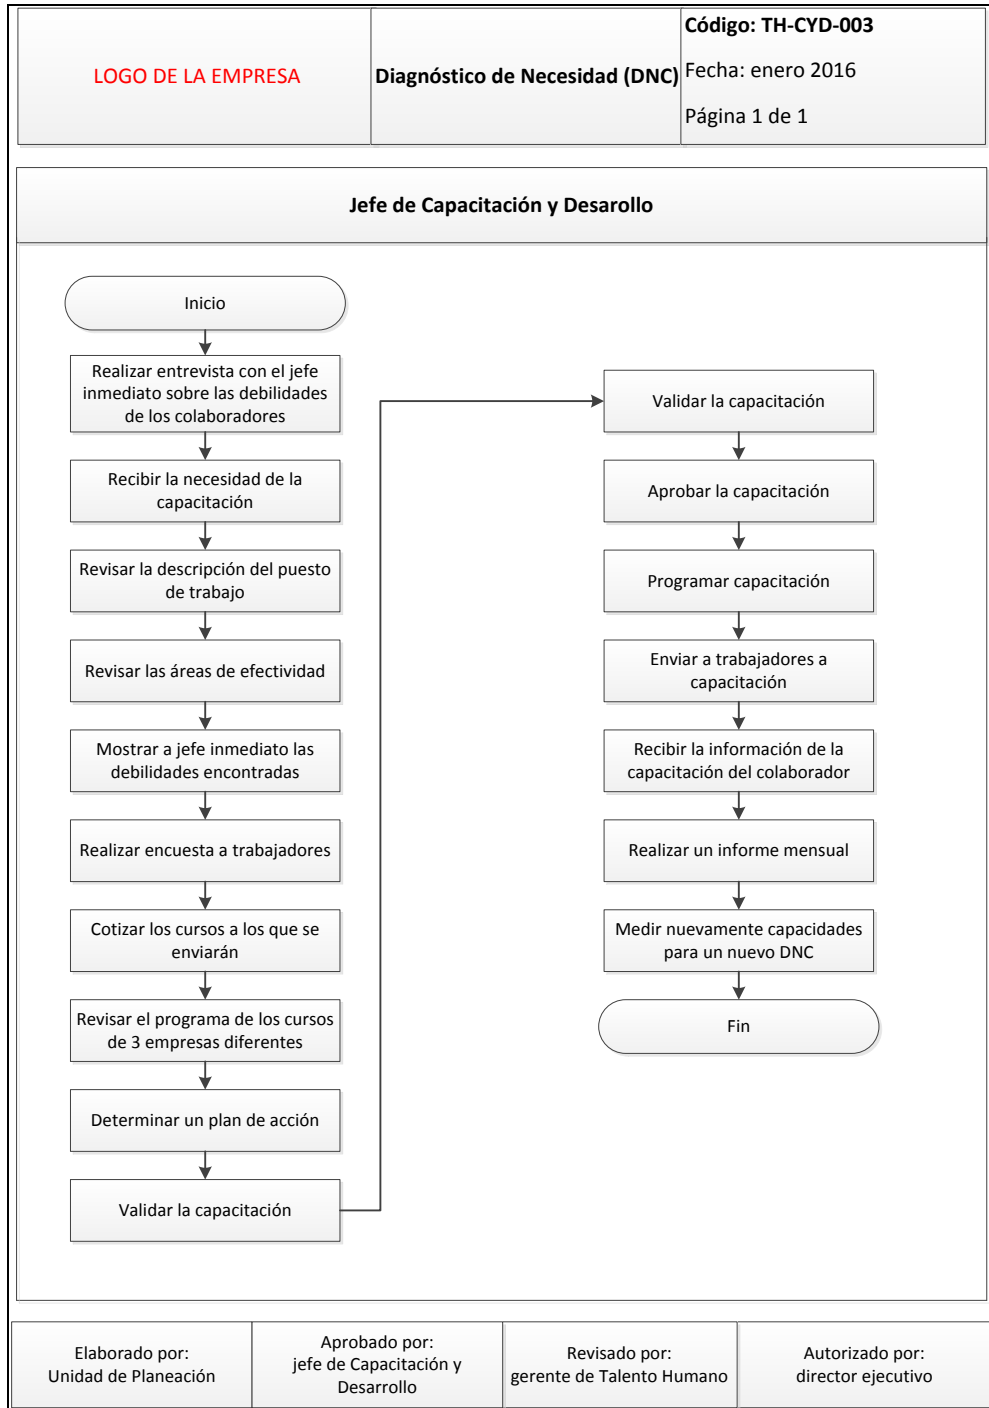 LOGO DE LA EMPRESA
Diagnóstico de Necesidad (DNC)
Código: TH-CYD-003
Fecha: enero 2016
Página 1 de 1
Jefe de Capacitación y Desarollo
Inicio
Realizar entrevista con el jefe
inmediato sobre las debilidades
de los colaboradores
Recibir la necesidad de la
capacitación
Revisar la descripción del puesto
de trabajo
Revisar las áreas de efectividad
Mostrar a jefe inmediato las
debilidades encontradas
Realizar encuesta a trabajadores
Cotizar los cursos a los que se
enviarán
Revisar el programa de los cursos
de 3 empresas diferentes
Determinar un plan de acción
Validar la capacitación
Validar la capacitación
Aprobar la capacitación
Programar capacitación
Enviar a trabajadores a
capacitación
Recibir la información de la
capacitación del colaborador
Realizar un informe mensual
Medir nuevamente capacidades
para un nuevo DNC
Fin
Elaborado por:
Unidad de Planeación
Aprobado por:
jefe de Capacitación y
Desarrollo
Revisado por:
gerente de Talento Humano
Autorizado por:
director ejecutivo